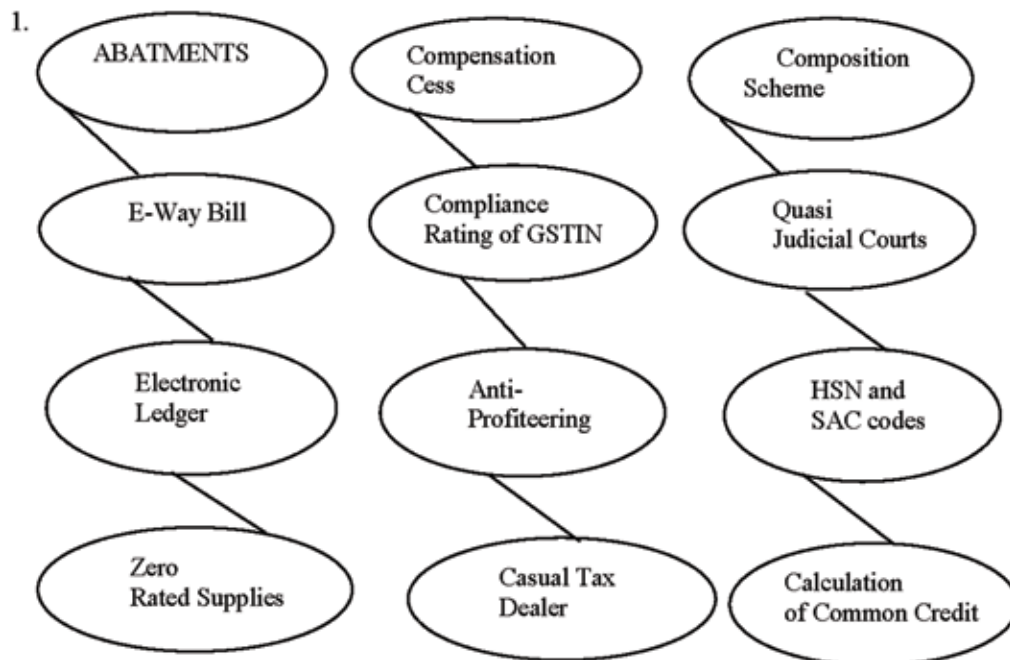 1.
ABATMENTS
Compensation
Cess
Composition
Scheme
E-Way Bill
Compliance
Rating of GSTIN
Quasi
Judicial Courts
Electronic
Ledger
Anti-
Profiteering
HSN and
SAC codes
Zero
Rated Supplies
Casual Tax
Dealer
Calculation
of Common Credit